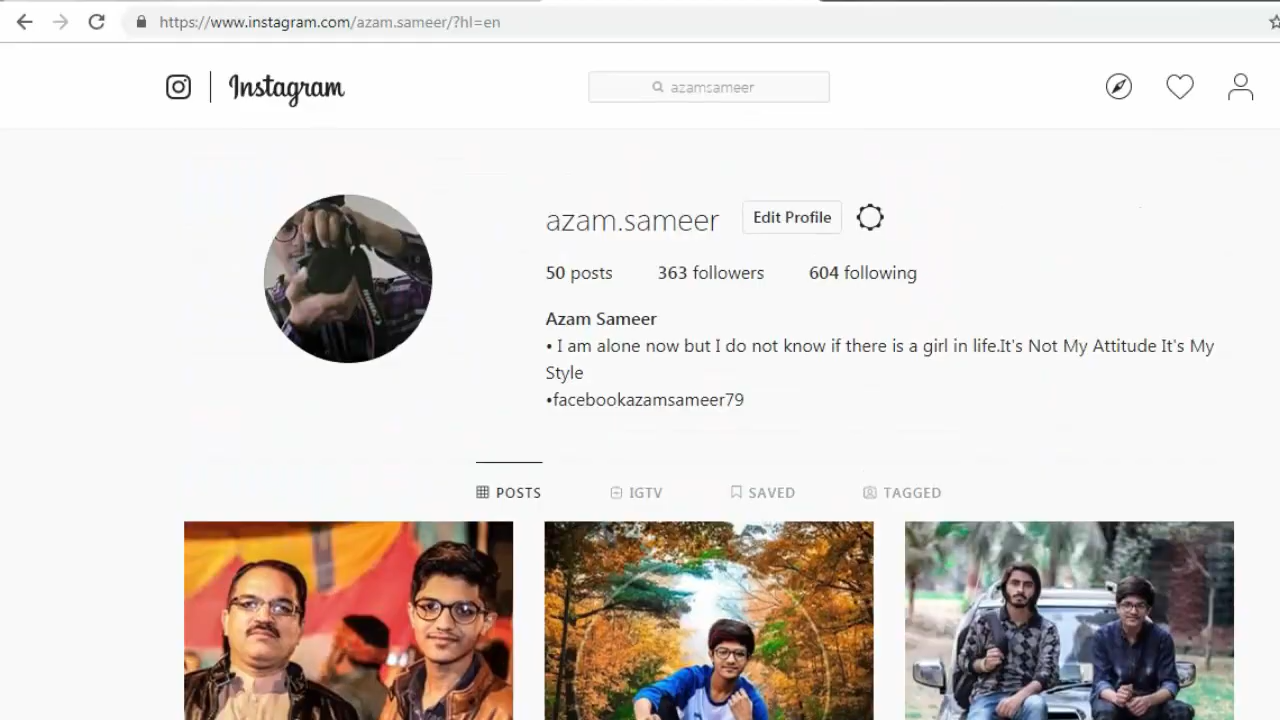 https://www.instagram.com/azam.sameer/?hl=en
Instagram
azamsameer
azam.sameer Edit Profile
50 posts 363 followers 604 following
Azam Sameer
• I am alone now but I do not know if there is a girl in life.It's Not My Attitude It's My
Style
•facebookazamsameer79
POSTS IGTV SAVED TAGGED